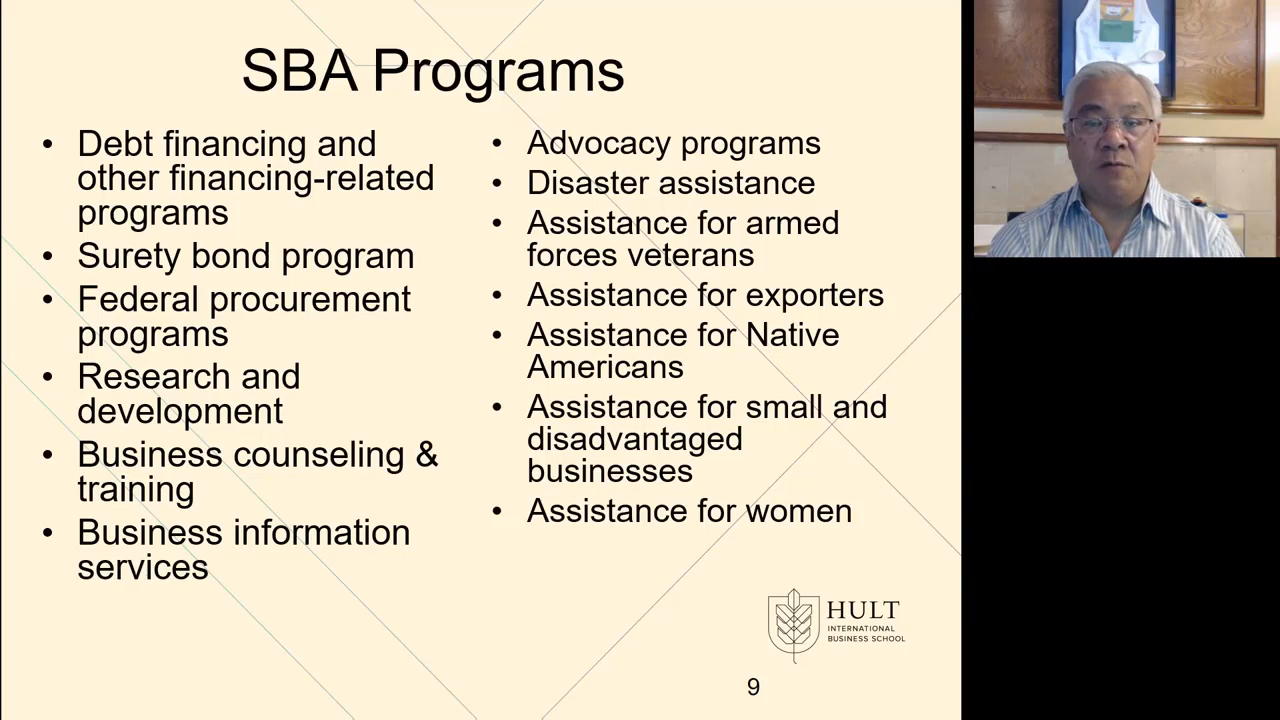 SBA Programs
• Debt financing and
other financing-related
programs
• Surety bond program
• Federal procurement
programs
• Research and
development
• Business counseling &
training
• Business information
services
• Advocacy programs
• Disaster assistance
• Assistance for armed
forces veterans
• Assistance for exporters
• Assistance for Native
Americans
• Assistance for small and
disadvantaged
businesses
• Assistance for women
HULT
INTERNATIONAL
BUSINESS SCHOOL
9